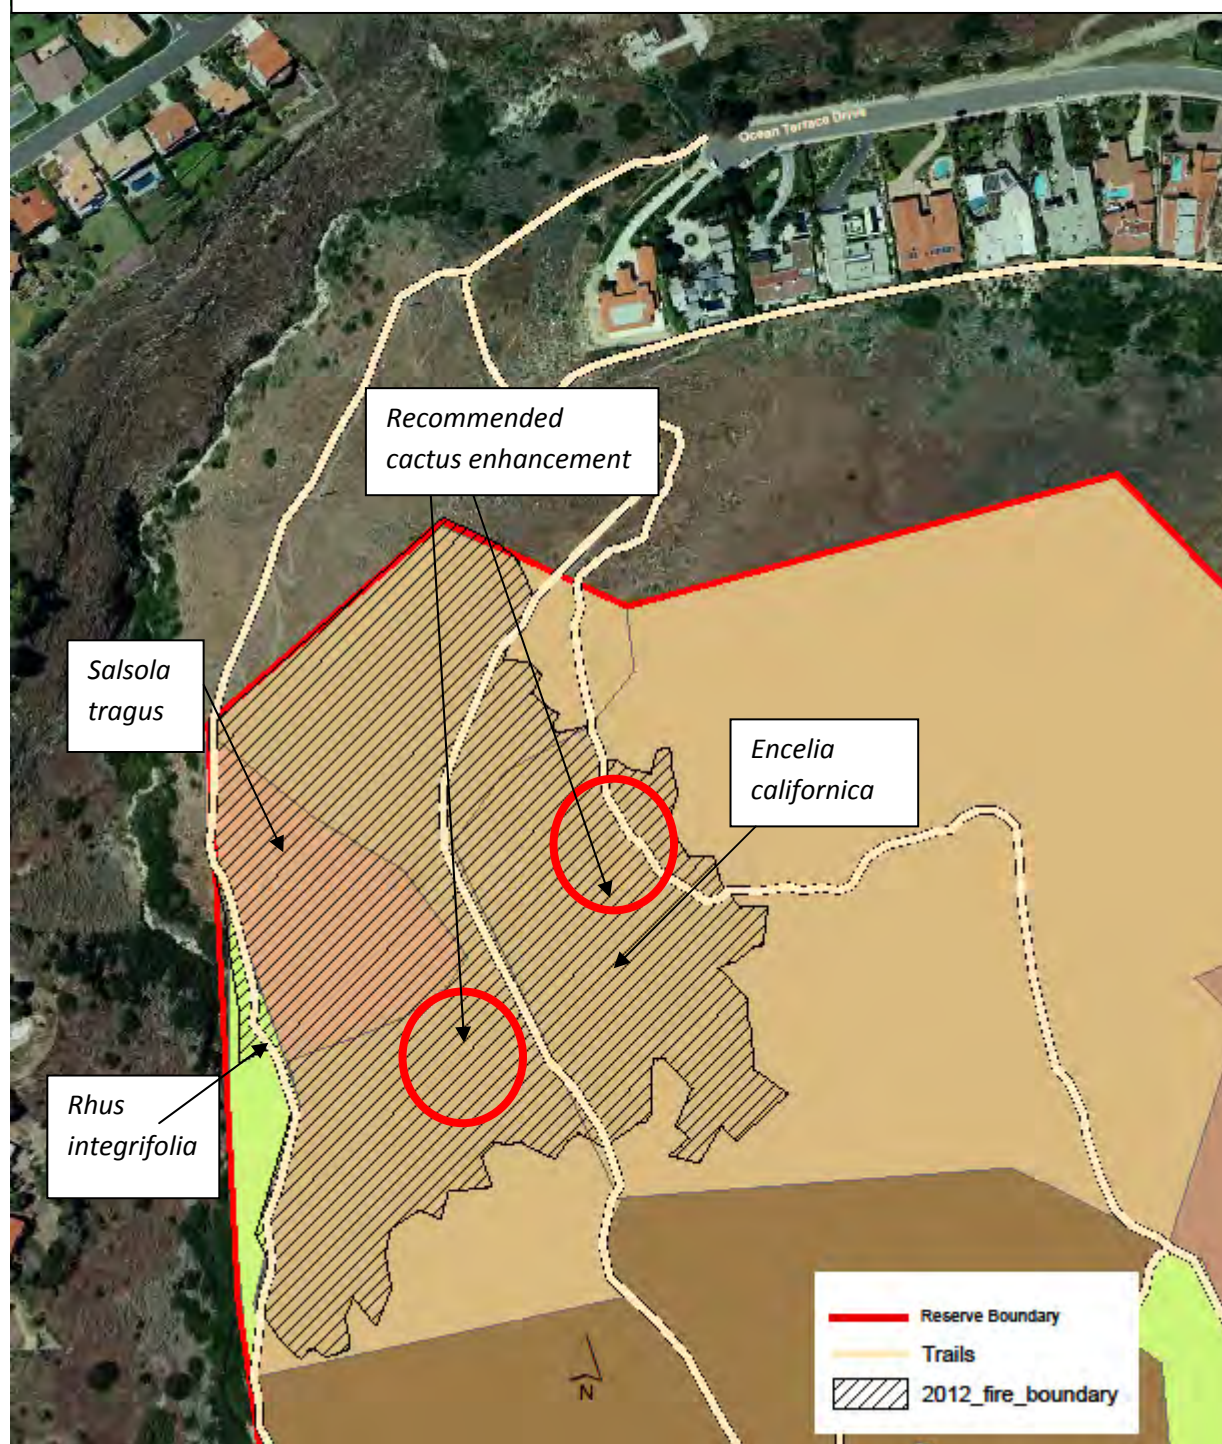 Ocean Terrace Drive
Recommended
cactus enhancement
Salsola
tragus
Encelia
californica
Rhus
integrifolia
N
Reserve Boundary
Trails
2012_fire_boundary